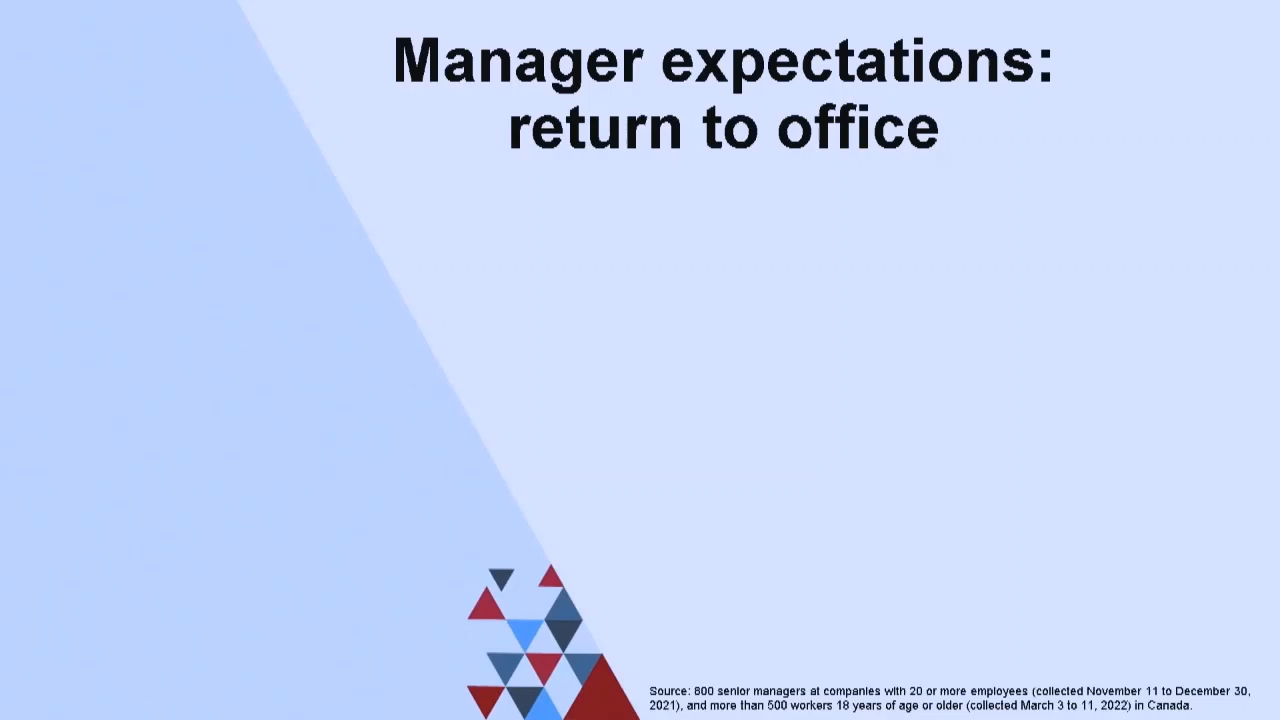 Manager expectations:
return to office
Source: 800 senior managers at companies with 20 or more employees (collected November 11 to December 30,
2021), and more than 500 workers 18 years of age or older (collected March 3 to 11, 2022) in Canada.